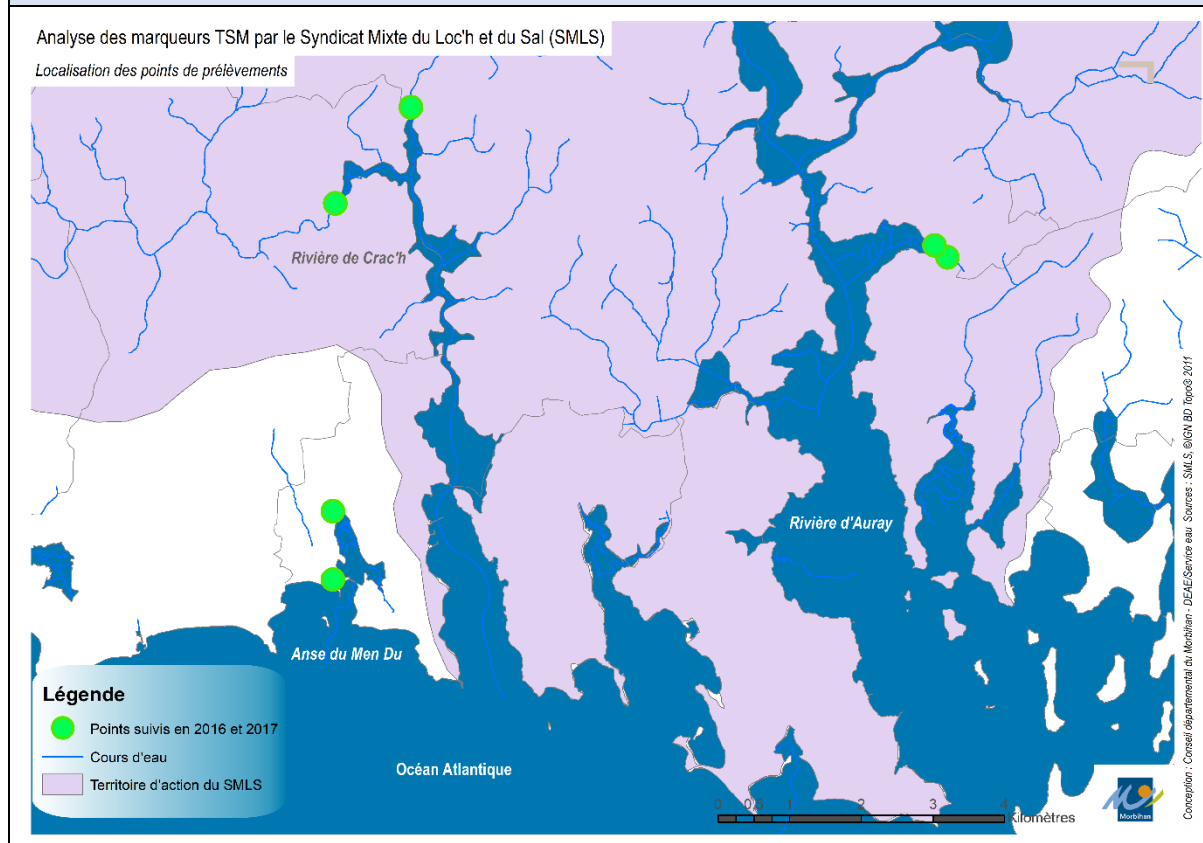 Analyse des marqueurs TSM par le Syndicat Mixte du Loc'h et du Sal (SMLS)
Localisation des points de prélèvements
Rivière de Crac'h
Rivière d'Auray
Anse du Men Du
Océan Atlantique
Légende
Points suivis en 2016 et 2017
Cours d'eau
Territoire d'action du SMLS
0 0,5 1 2 3 4
Kilomètres
Morbihan
Conception : Conseil départemental du Morbihan - DEAE/Service eau Sources : SMLS, ©IGN BD Topo® 2011